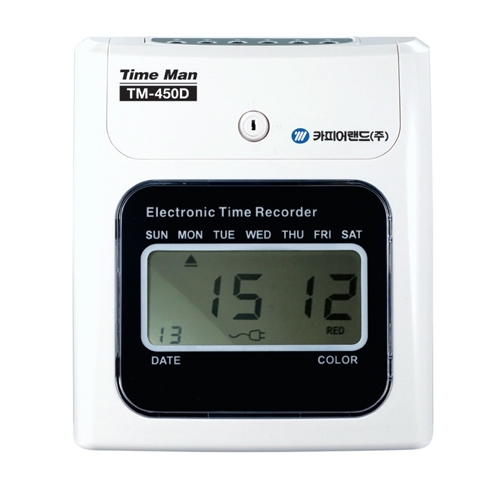 Time Man
TM-450D
카피어랜드(주)
Electronic Time Recorder
SUN MON TUE WED THU FRI SAT
15 12
13 RED
DATE COLOR